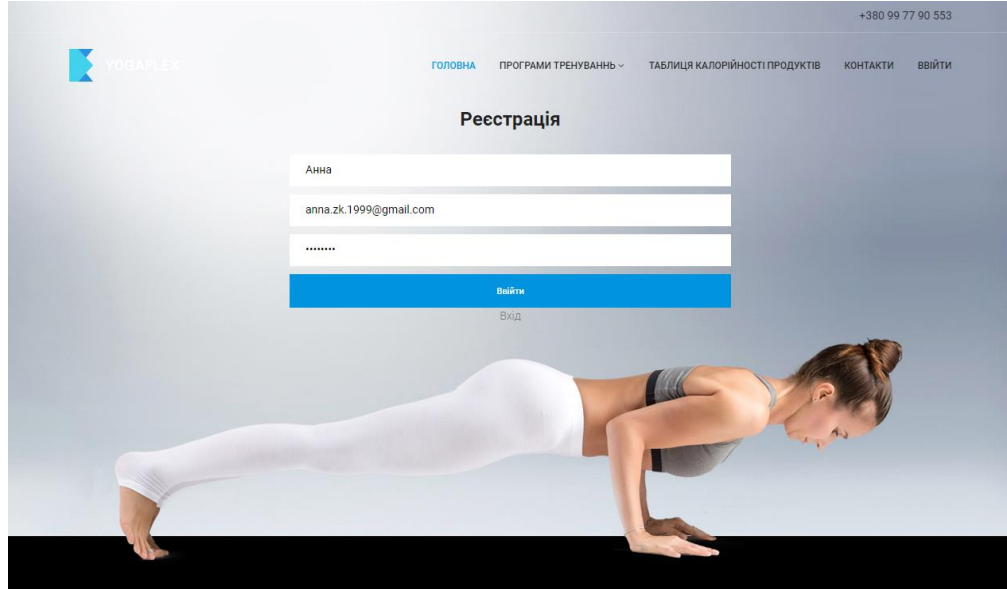 +380 99 77 90 553
YOGAFLEX
ГОЛОВНА ПРОГРАМИ ТРЕНУВАННЬ ТАБЛИЦЯ КАЛОРІЙНОСТІ ПРОДУКТІВ КОНТАКТИ ВВІЙТИ
Реєстрація
Анна
anna.zk.1999@gmail.com
••••••••
Ввійти
Вхід